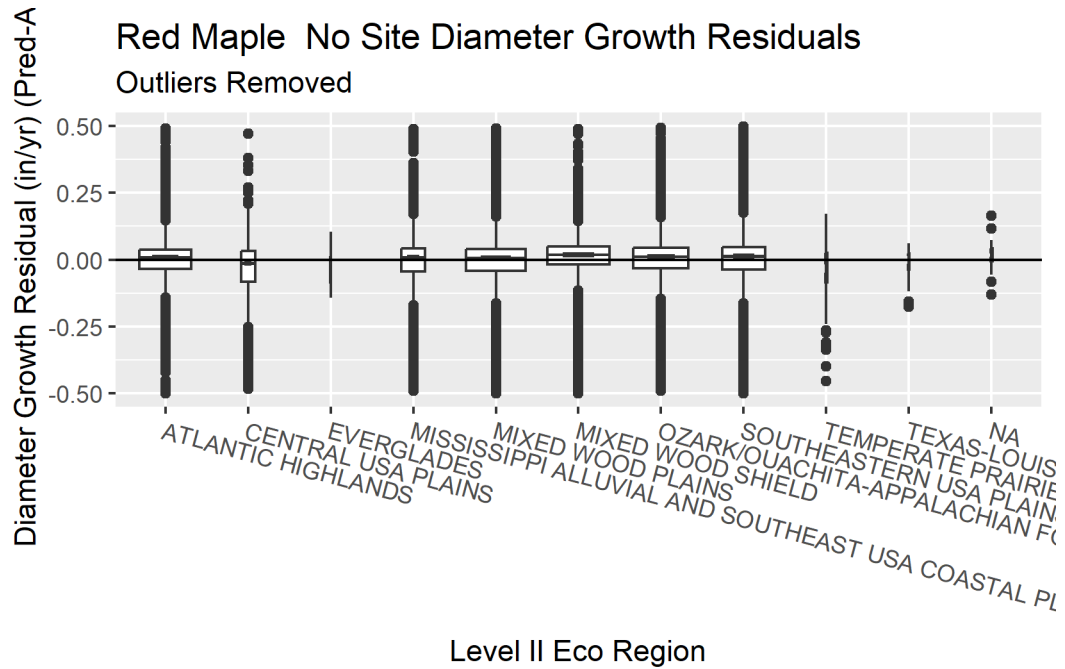 Red Maple  No Site Diameter Growth Residuals
Outliers Removed
Diameter Growth Residual (in/yr) (Pred-A
0.50
0.25
0.00
-0.25
-0.50
ATLANTIC HIGHLANDS
CENTRAL USA PLAINS
EVERGLADES
MISSISSIPPI ALLUVIAL AND SOUTHEAST USA COASTAL PL
MIXED WOOD PLAINS
MIXED WOOD SHIELD
OZARK/OUACHITA-APPALACHIAN FO
SOUTHEASTERN USA PLAIN
TEMPERATE PRAIRIE
TEXAS-LOUIS
NA
Level II Eco Region